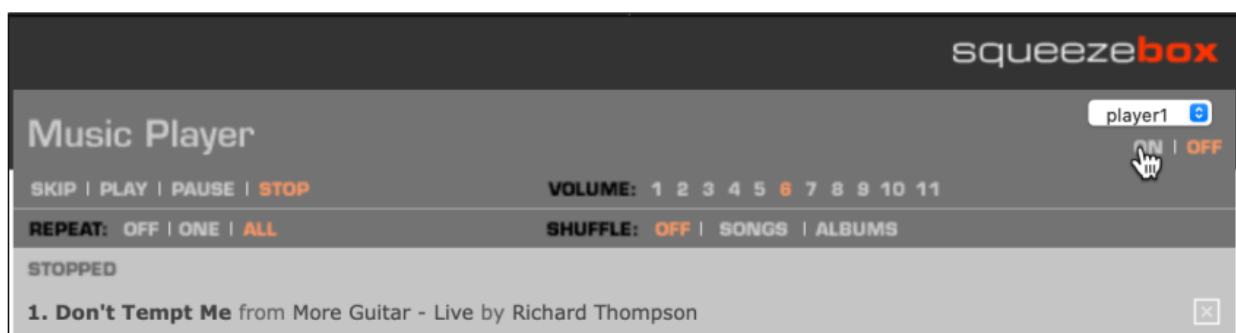 squeezebox
Music Player
player1
ON | OFF
SKIP | PLAY | PAUSE | STOP
VOLUME: 1 2 3 4 5 6 7 8 9 10 11
REPEAT: OFF | ONE | ALL
SHUFFLE: OFF | SONGS | ALBUMS
STOPPED
1. Don't Tempt Me from More Guitar - Live by Richard Thompson